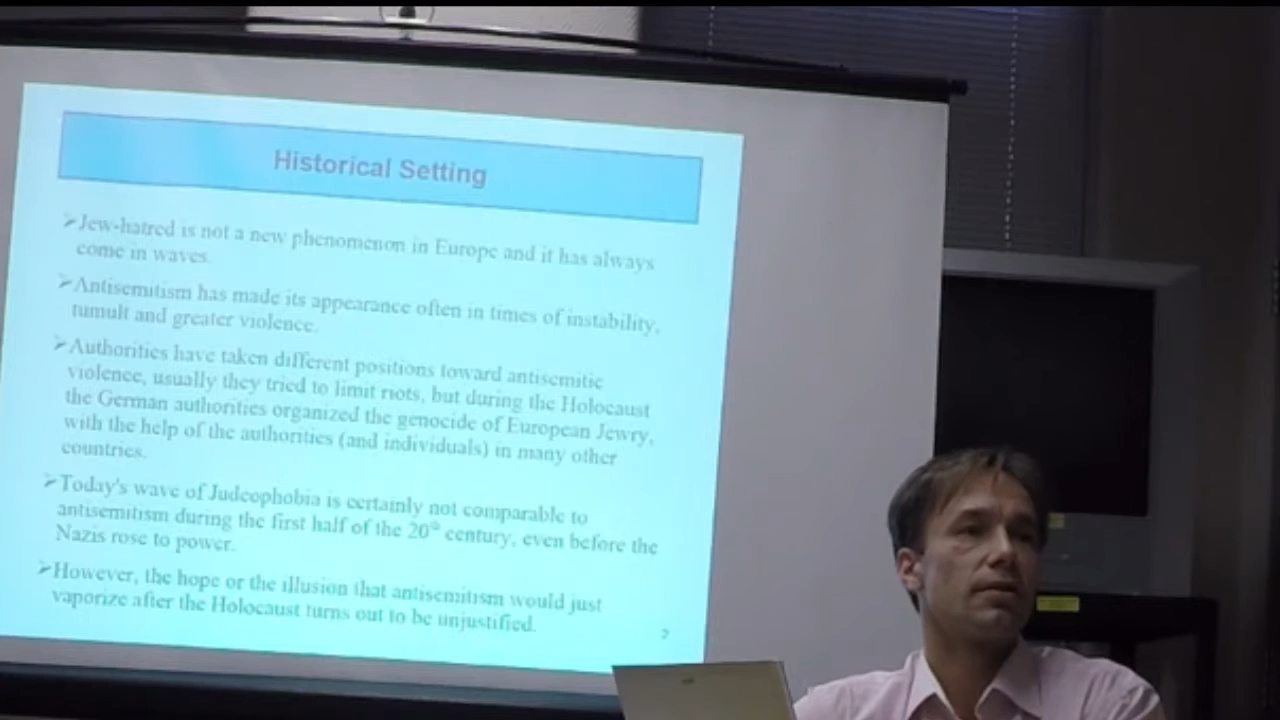 Historical Setting
➢Jew-hatred is not a new phenomenon in Europe and it has always
come in waves.
➢Antisemitism has made its appearance often in times of instability,
tumult and greater violence.
➢Authorities have taken different positions toward antisemitic
violence, usually they tried to limit riots, but during the Holocaust
the German authorities organized the genocide of European Jewry,
with the help of the authorities (and individuals) in many other
countries.
➢Today's wave of Judeophobia is certainly not comparable to
antisemitism during the first half of the 20th century, even before the
Nazis rose to power.
➢However, the hope or the illusion that antisemitism would just
vaporize after the Holocaust turns out to be unjustified.
2